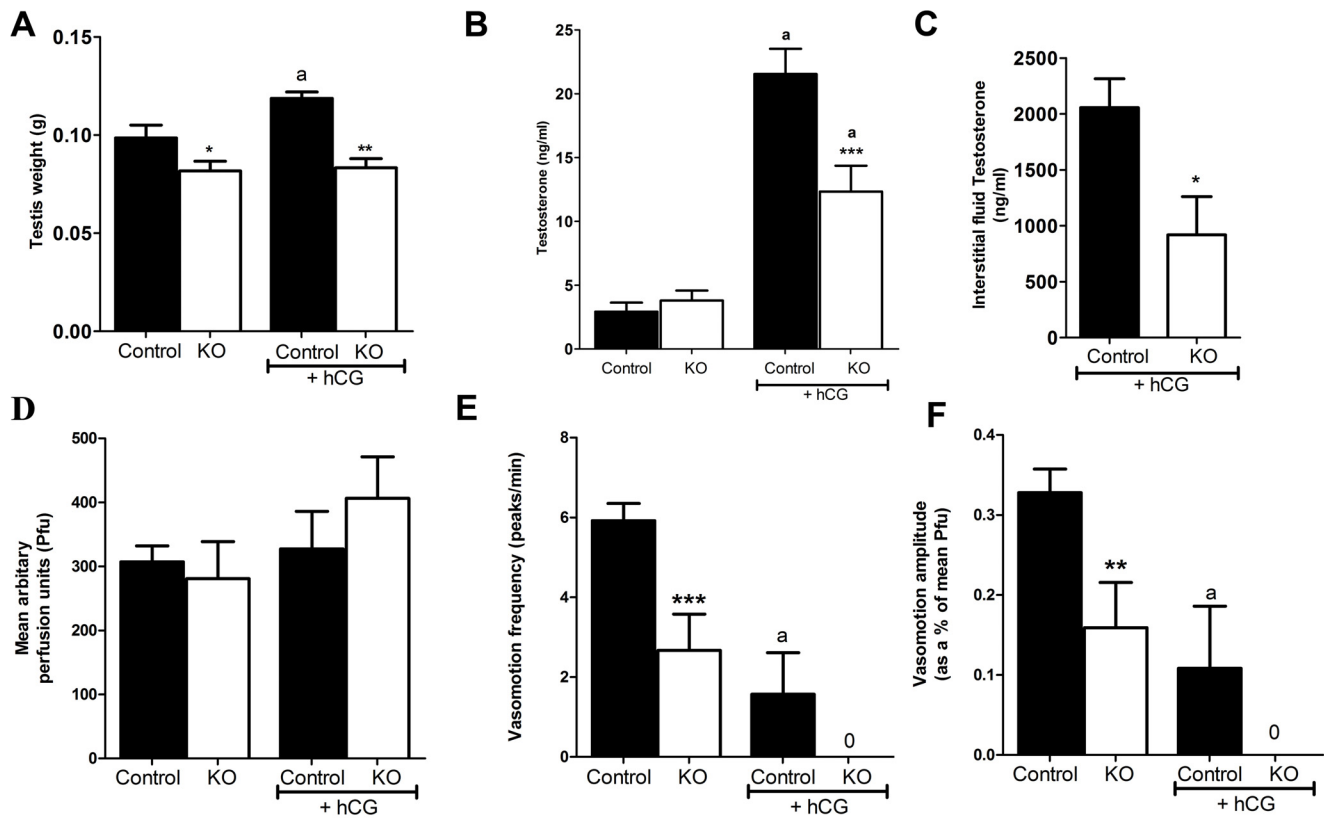 A
Testis weight (g)
0.15
0.10
0.05
0.00
a
*
**
Control KO Control KO
+ hCG
B
Testosterone (ng/ml)
25
20
15
10
5
0
a
a
***
Control KO Control KO
+ hCG
C
Interstitial fluid Testosterone
(ng/ml)
2500
2000
1500
1000
500
0
*
Control KO
+ hCG
D
Mean arbitary
perfusion units (Pfu)
500
400
300
200
100
0
Control KO Control KO
+ hCG
E
Vasomotion frequency (peaks/min)
8
6
4
2
0
***
a
0
Control KO Control KO
+ hCG
F
Vasomotion amplitude
(as a % of mean Pfu)
0.4
0.3
0.2
0.1
0.0
**
a
0
Control KO Control KO
+ hCG